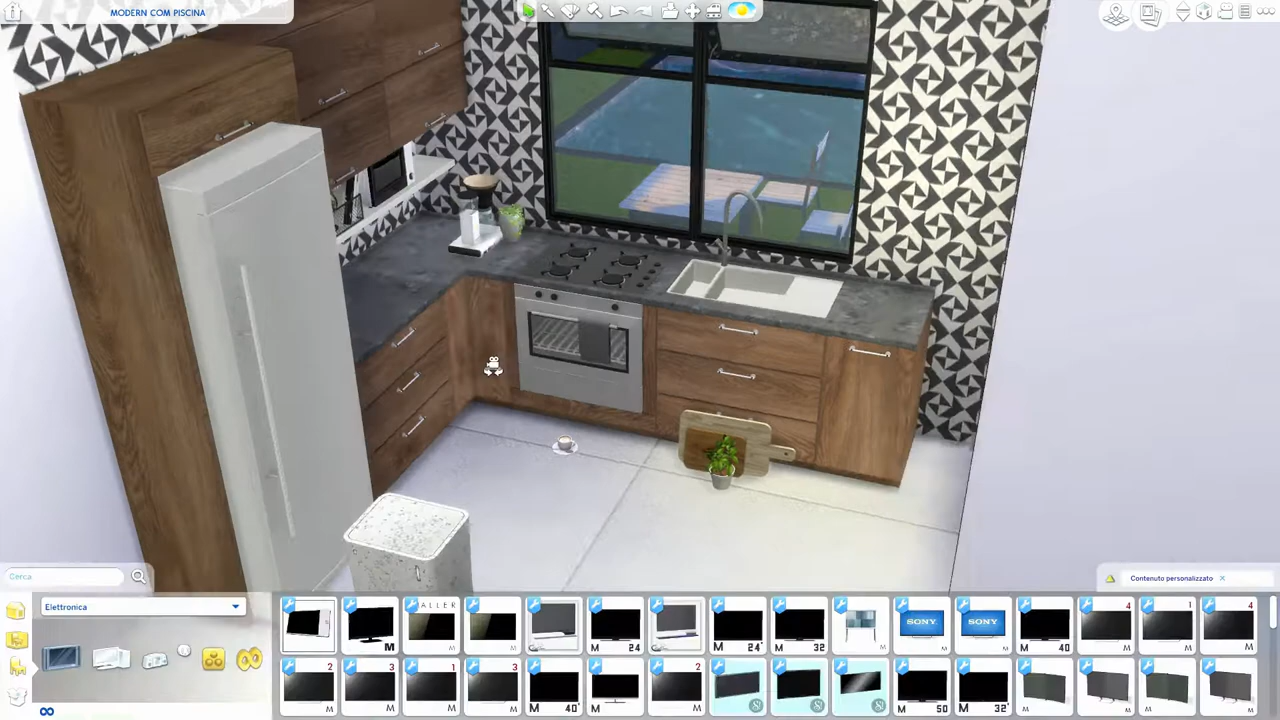 MODERN COM PISCINA
Cerca
Contenuto personalizzato
Elettronica
M
ALLER
M
M
M 24
M 24"
M 32
M
SONY
M
SONY
M
M 40
4
M
1
M
4
2
M
3
M
1
M
3
M
M 40"
M
2
M
M 50
M 32"
M
M
M
M